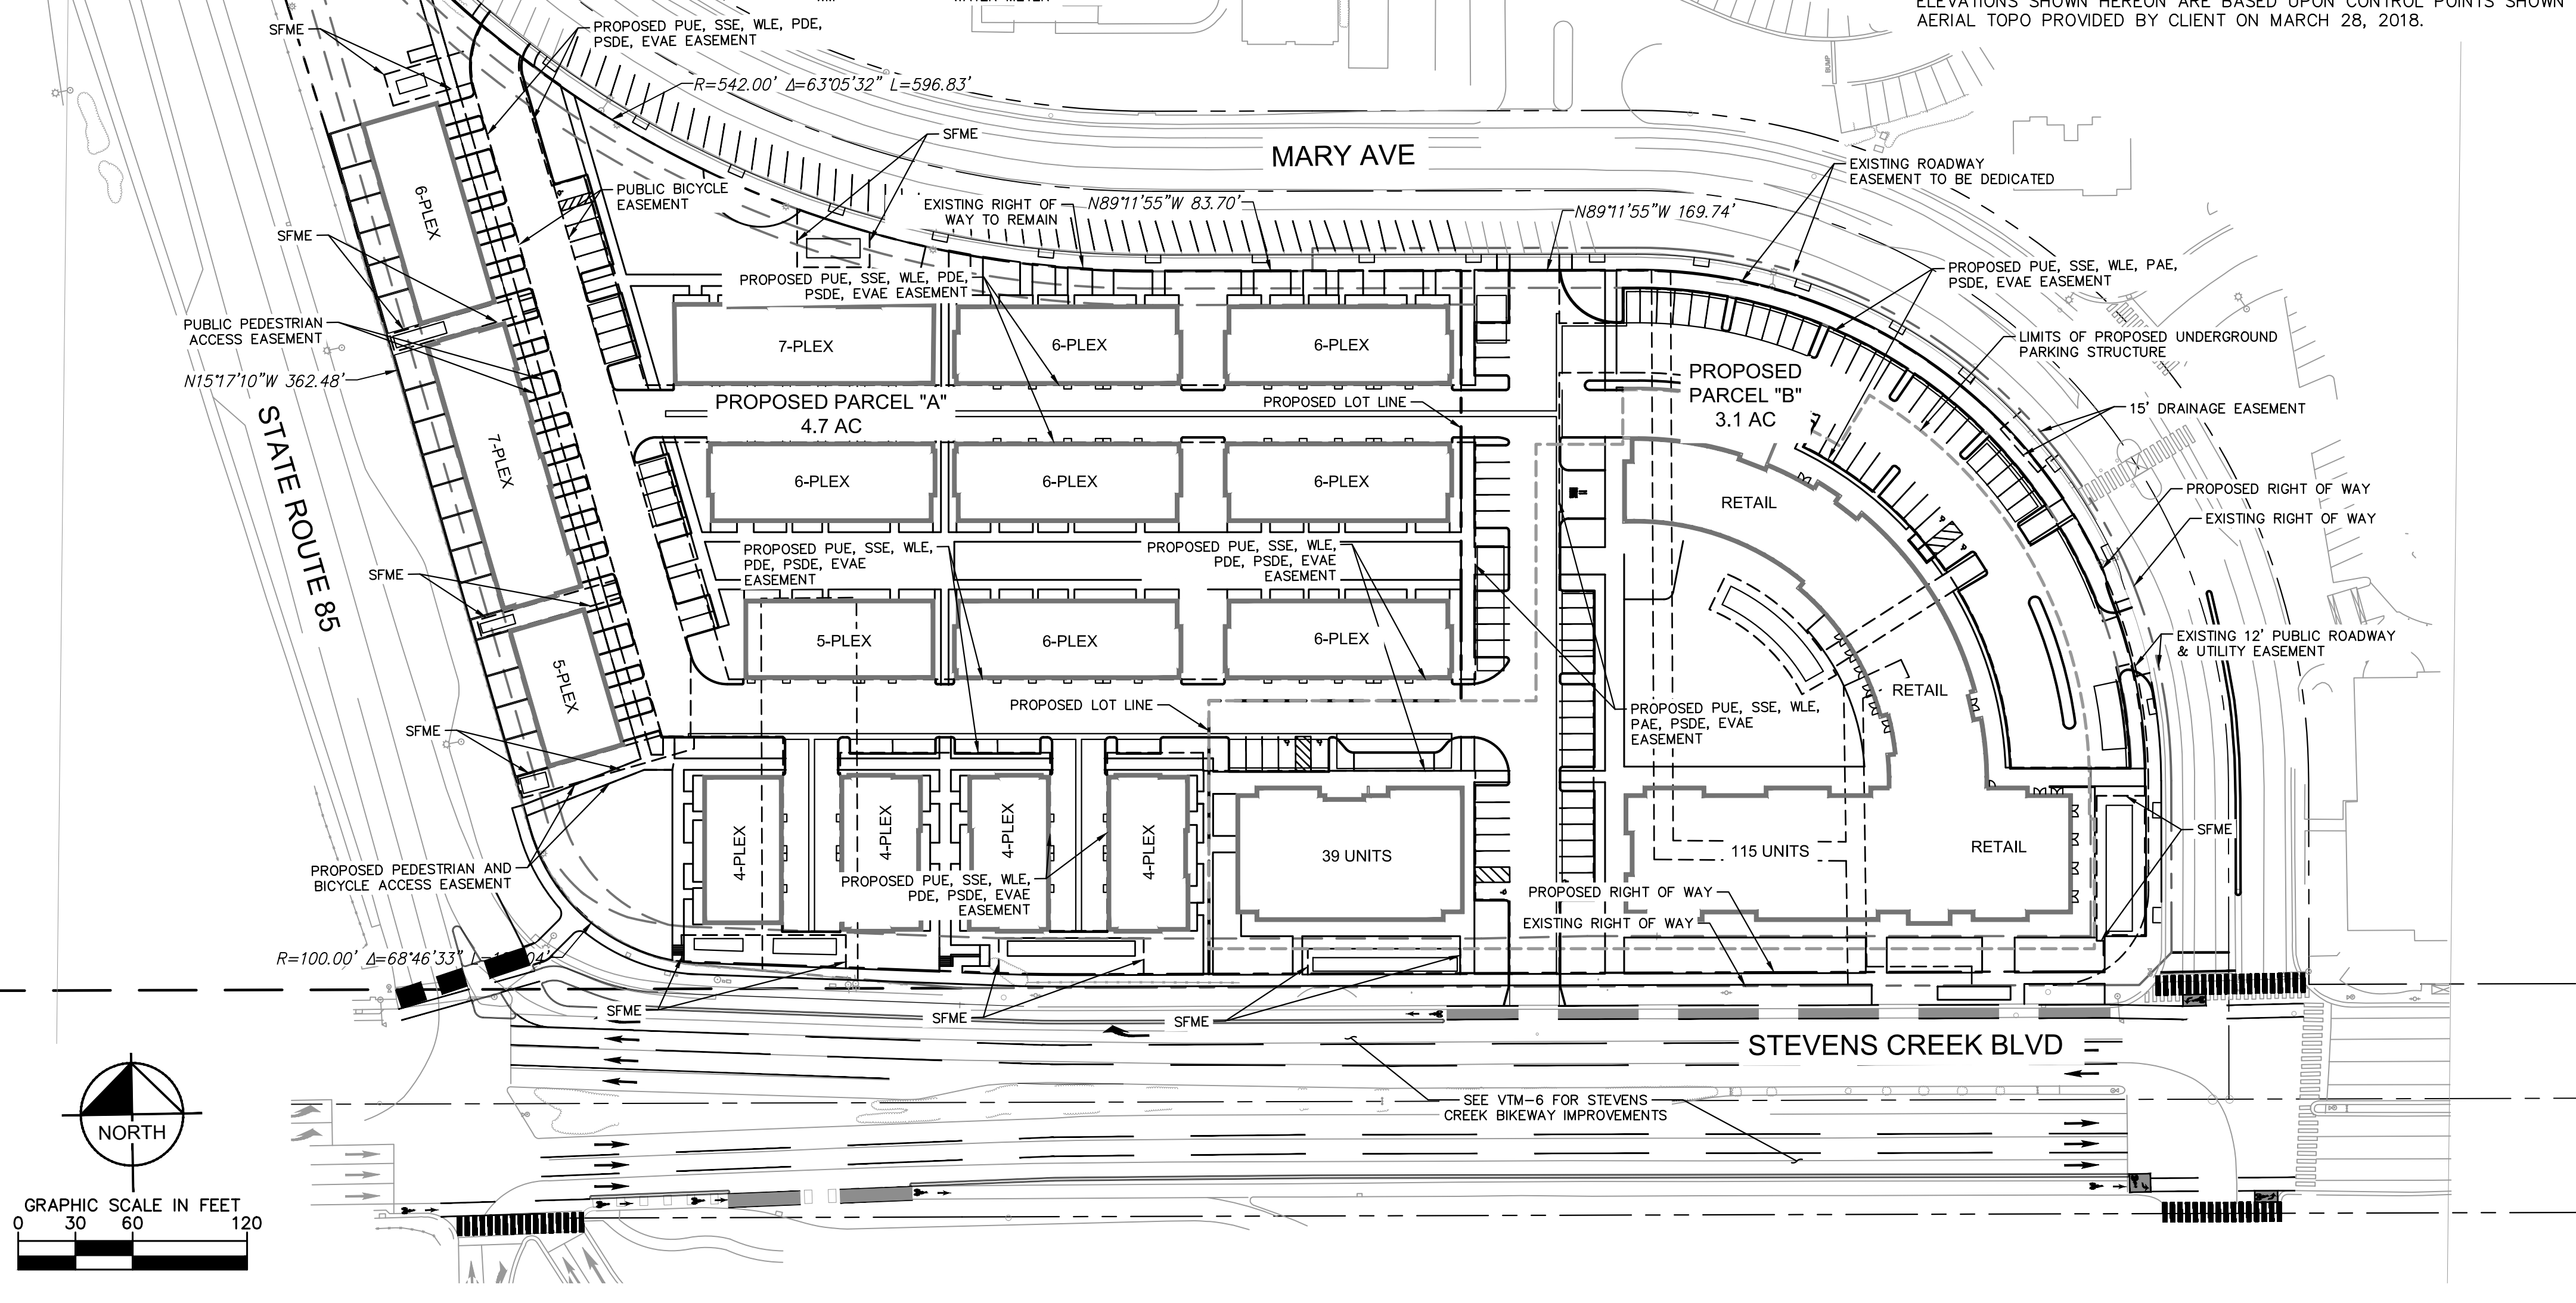 ELEVATIONS SHOWN HEREON ARE BASED UPON CONTROL POINTS SHOWN
AERIAL TOPO PROVIDED BY CLIENT ON MARCH 28, 2018.
SFME
PROPOSED PUE, SSE, WLE, PDE,
PSDE, EVAE EASEMENT
R=542.00' Δ=63°05'32" L=596.83'
BUMP
SFME
MARY AVE
EXISTING ROADWAY
EASEMENT TO BE DEDICATED
6-PLEX
PUBLIC BICYCLE
EASEMENT
EXISTING RIGHT OF
WAY TO REMAIN
N89°11'55"W 83.70'
N89°11'55"W 169.74'
SFME
PROPOSED PUE, SSE, WLE, PDE,
PSDE, EVAE EASEMENT
PROPOSED PUE, SSE, WLE, PAE,
PSDE, EVAE EASEMENT
PUBLIC PEDESTRIAN
ACCESS EASEMENT
7-PLEX
6-PLEX
6-PLEX
LIMITS OF PROPOSED UNDERGROUND
PARKING STRUCTURE
N15°17'10"W 362.48'
PROPOSED
PARCEL "B"
3.1 AC
PROPOSED PARCEL "A"
4.7 AC
PROPOSED LOT LINE
15' DRAINAGE EASEMENT
STATE ROUTE 85
7-PLEX
6-PLEX
6-PLEX
6-PLEX
RETAIL
PROPOSED RIGHT OF WAY
EXISTING RIGHT OF WAY
SFME
PROPOSED PUE, SSE, WLE,
PDE, PSDE, EVAE
EASEMENT
PROPOSED PUE, SSE, WLE,
PDE, PSDE, EVAE
EASEMENT
5-PLEX
5-PLEX
6-PLEX
6-PLEX
EXISTING 12' PUBLIC ROADWAY
& UTILITY EASEMENT
RETAIL
PROPOSED LOT LINE
PROPOSED PUE, SSE, WLE,
PAE, PSDE, EVAE
EASEMENT
SFME
4-PLEX
4-PLEX
4-PLEX
4-PLEX
39 UNITS
115 UNITS
RETAIL
SFME
PROPOSED PEDESTRIAN AND
BICYCLE ACCESS EASEMENT
PROPOSED PUE, SSE, WLE,
PDE, PSDE, EVAE
EASEMENT
PROPOSED RIGHT OF WAY
EXISTING RIGHT OF WAY
R=100.00' Δ=68°46'33"
SFME
SFME
SFME
STEVENS CREEK BLVD
SEE VTM-6 FOR STEVENS
CREEK BIKEWAY IMPROVEMENTS
NORTH
GRAPHIC SCALE IN FEET
0 30 60 120